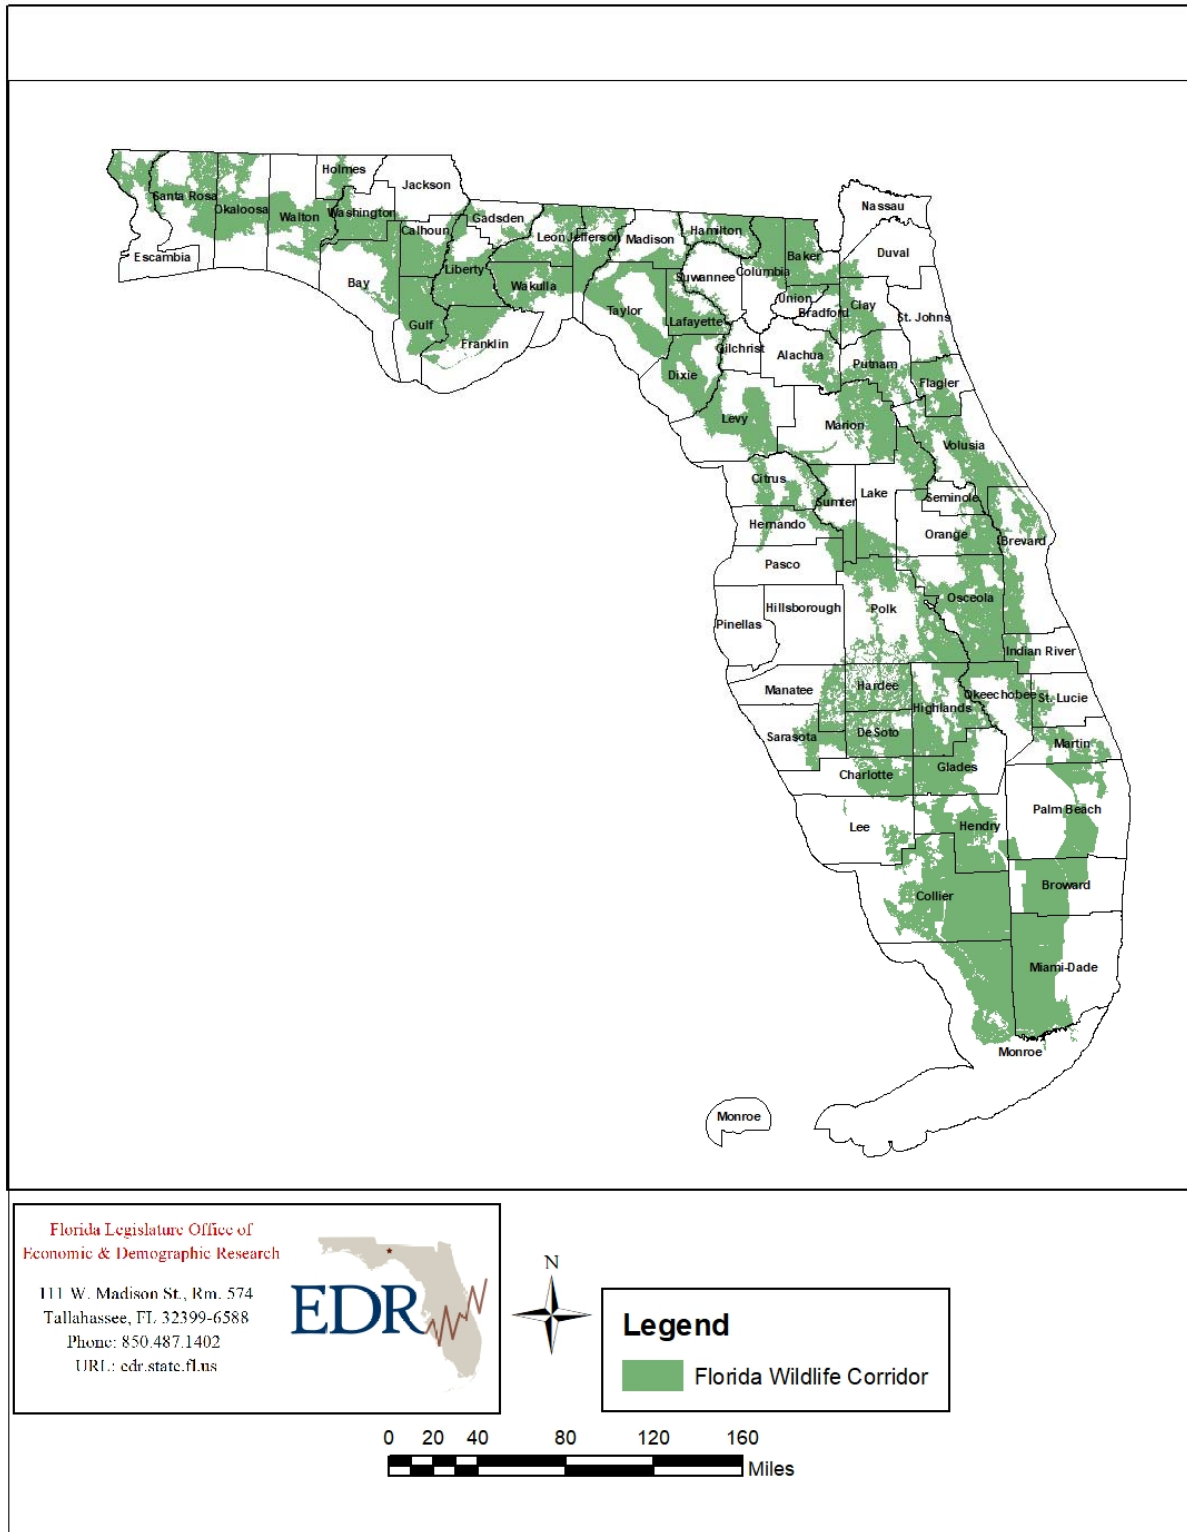 Holmes
Jackson
Nassau
Santa Rosa
Okaloosa
Walton
Washington
Gadsden
Calhoun
Leon
Jefferson
Madison
Hamilton
Baker
Duval
Escambia
Bay
Liberty
Wakulla
Suwannee
Columbia
Union
Bradford
Clay
St. Johns
Gulf
Franklin
Taylor
Lafayette
Gilchrist
Alachua
Putnam
Dixie
Flagler
Levy
Marion
Volusia
Citrus
Sumter
Lake
Seminole
Hernando
Orange
Brevard
Pasco
Hillsborough
Polk
Osceola
Pinellas
Indian River
Manatee
Hardee
Highlands
Okeechobee
St. Lucie
Sarasota
DeSoto
Martin
Charlotte
Glades
Lee
Hendry
Palm Beach
Collier
Broward
Miami-Dade
Monroe
Monroe
Florida Legislature Office of
Economic & Demographic Research
111 W. Madison St., Rm. 574
Tallahassee, FL 32399-6588
Phone: 850.487.1402
URL: edr.state.fl.us
EDR
N
Legend
Florida Wildlife Corridor
0 20 40 80 120 160
Miles